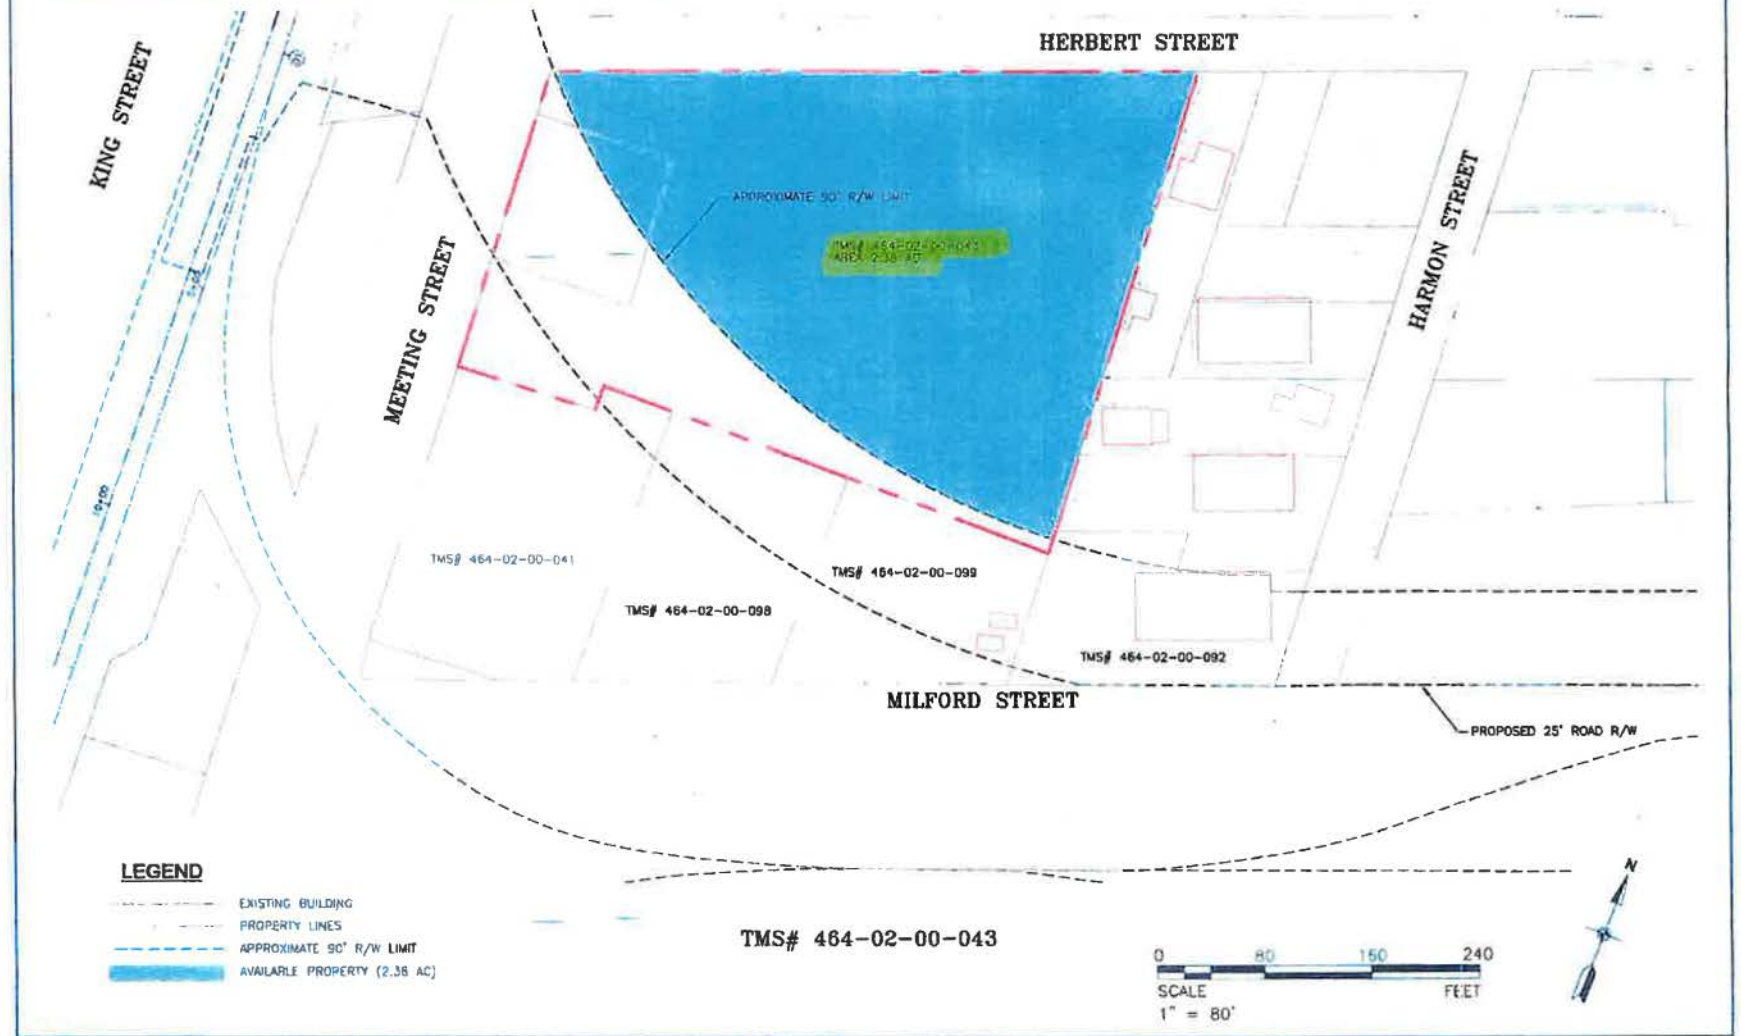 HERBERT STREET
KING STREET
MEETING STREET
HARMON STREET
APPROXIMATE 90' R/W LIMIT
TMS# 464-02-00-043
AREA 2.38 AC
TMS# 464-02-00-041
TMS# 464-02-00-099
TMS# 464-02-00-098
TMS# 464-02-00-092
MILFORD STREET
PROPOSED 25' ROAD R/W
10+00
LEGEND
EXISTING BUILDING
PROPERTY LINES
APPROXIMATE 90' R/W LIMIT
AVAILABLE PROPERTY (2.38 AC)
TMS# 464-02-00-043
N
0 80 160 240
SCALE FEET
1" = 80'